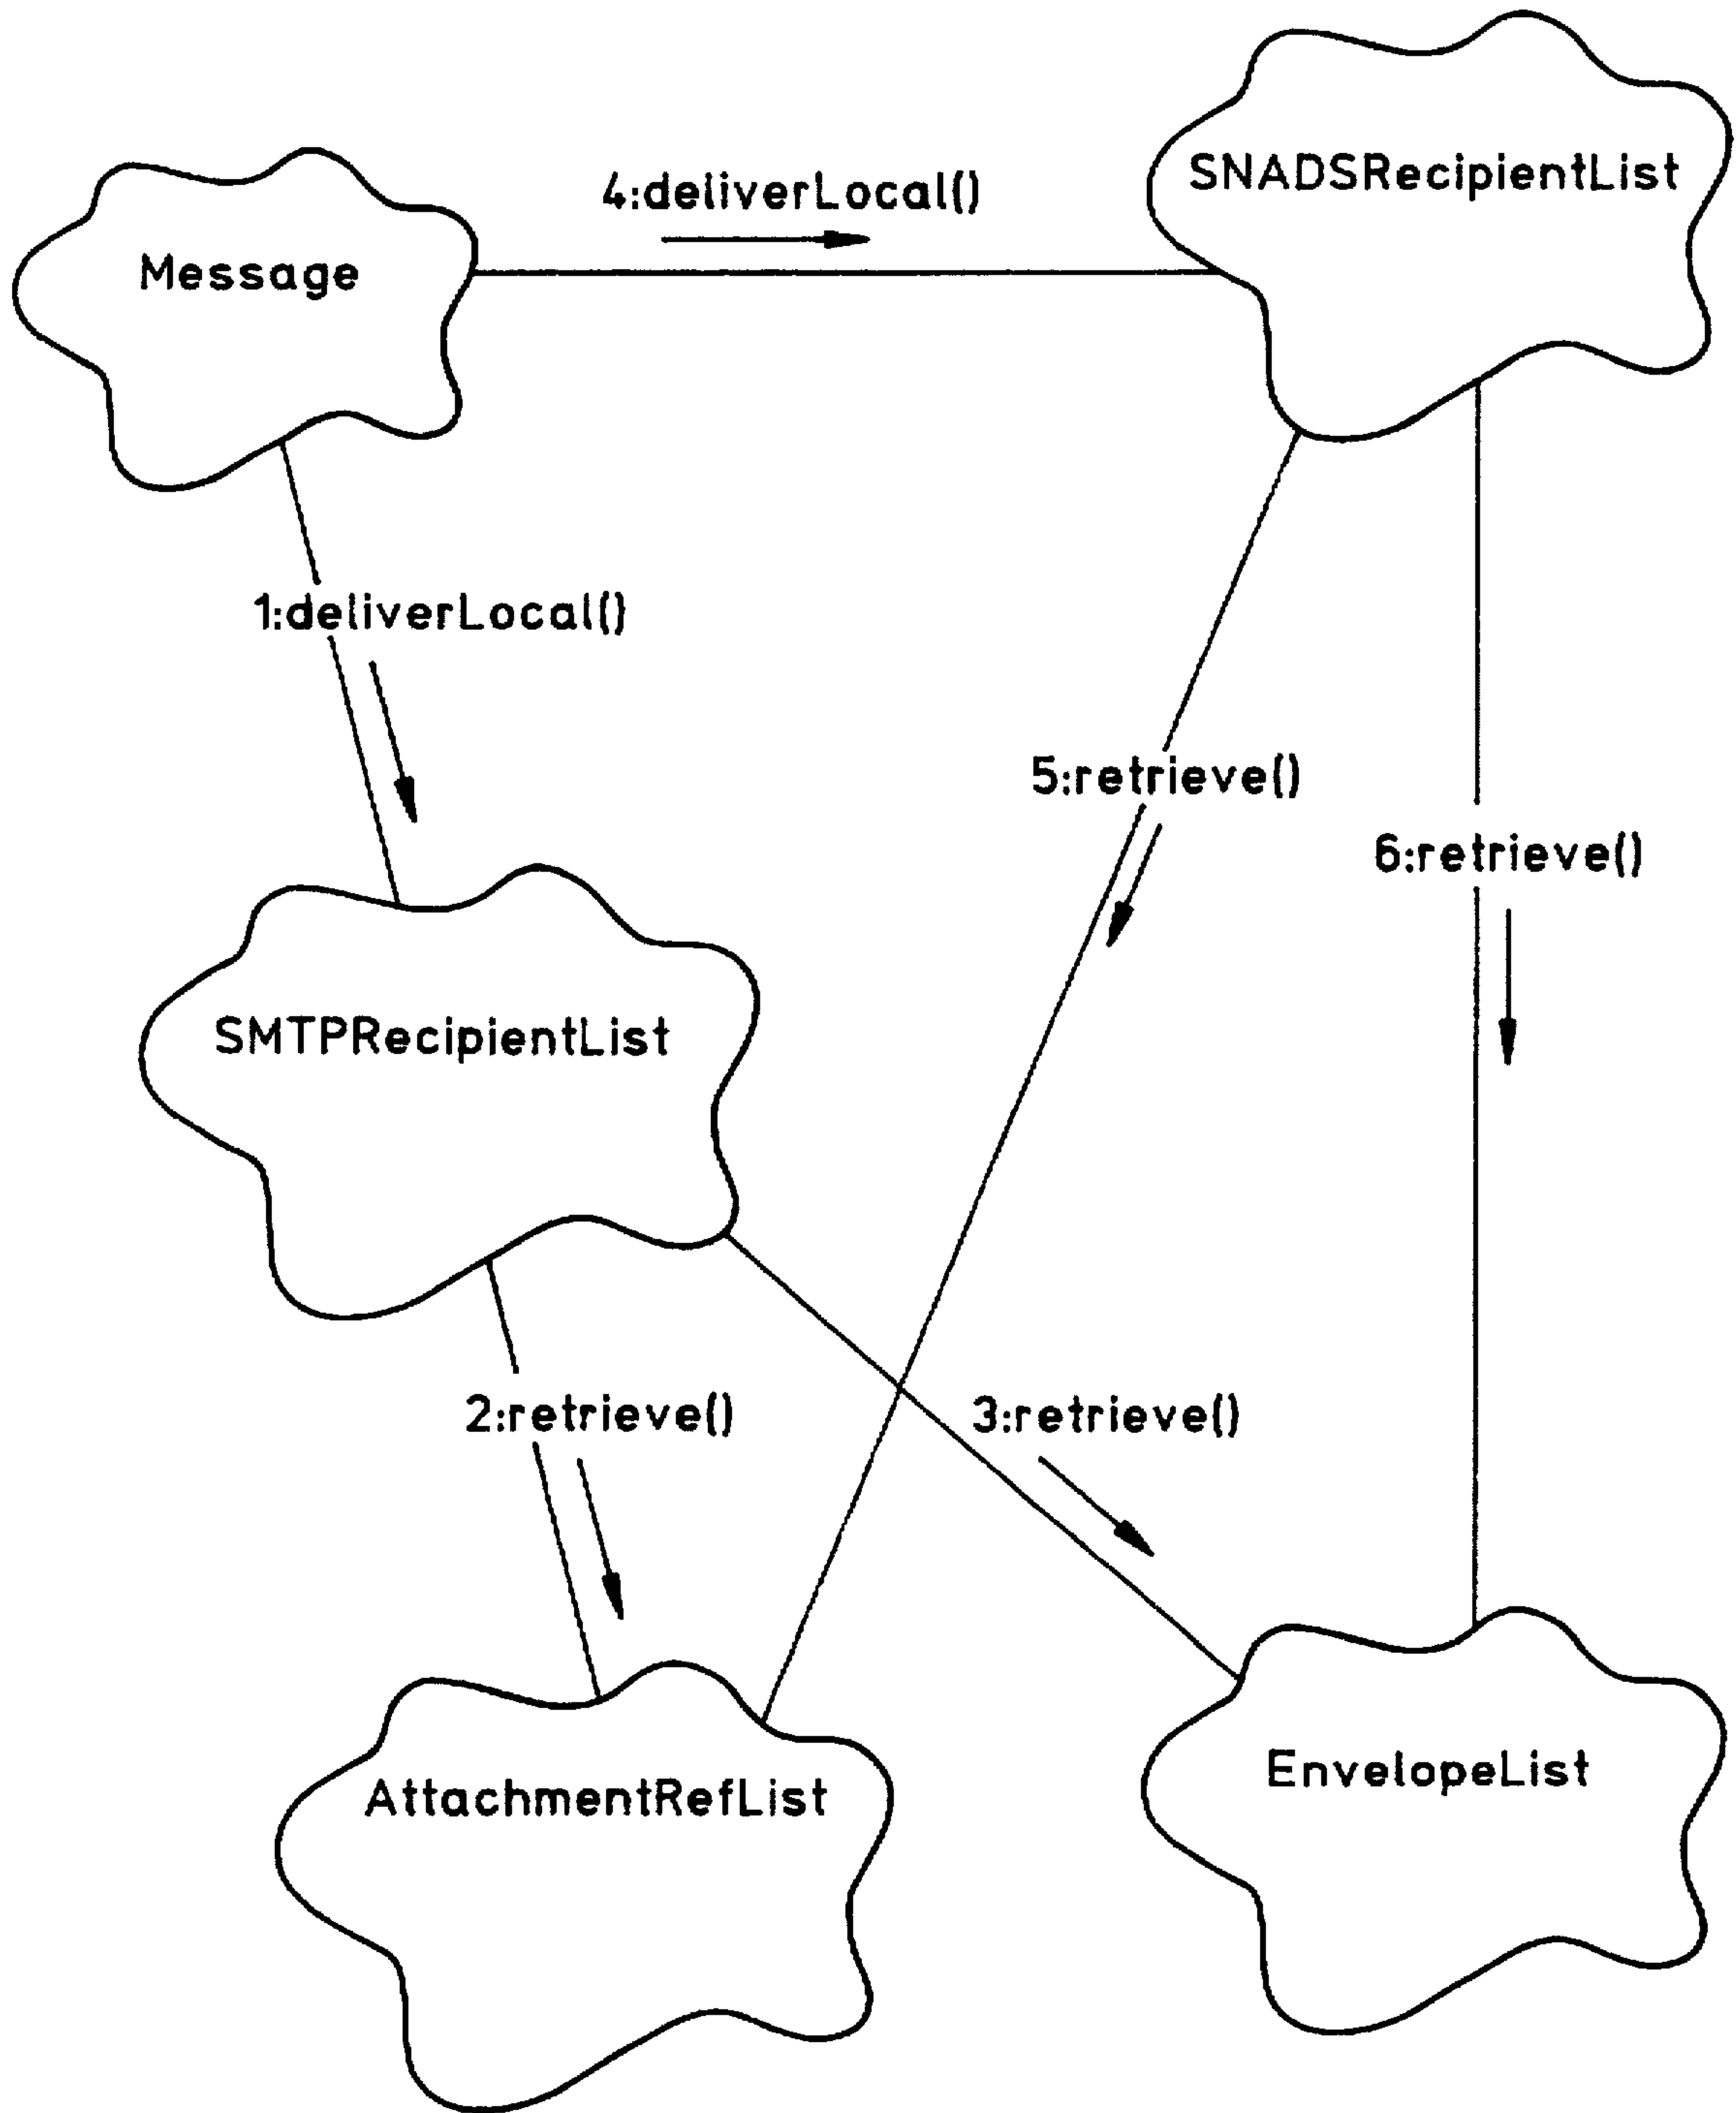 SNADSRecipientList
4:deliverLocal()
Message
1:deliverLocal()
5:retrieve()
6:retrieve()
SMTPRecipientList
2:retrieve()
3:retrieve()
EnvelopeList
AttachmentRefList